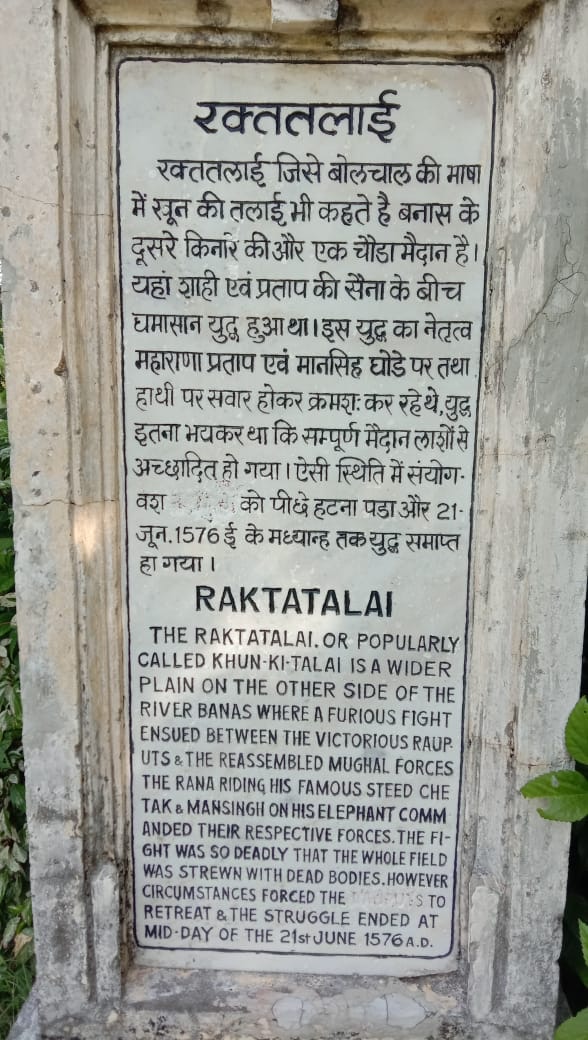 रक्ततलाई
रक्ततलाई जिसे बोलचाल की भाषा
में खून की तलाई भी कहते है बनास के
दूसरे किनारे की और एक चौडा मैदान है।
यहां शाही एवं प्रताप की सैना के बीच
घमासान युद्ध हुआ था। इस युद्ध का नेतृत्व
महाराणा प्रताप एवं मानसिह घोडे पर तथा
हाथी पर सवार होकर क्रमशः कर रहे थे, युद्ध
इतना भयकर था कि सम्पूर्ण मैदान लाशों से
अच्छादित हो गया। ऐसी स्थिति में संयोग-
वश को पीछे हटना पडा और 21-
जून. 1576 ई के मध्यान्ह तक युद्ध समाप्त
हा गया।
RAKTATALAI
THE RAKTATALAI. OR POPULARLY
CALLED KHUN-KI-TALAI IS A WIDER
PLAIN ON THE OTHER SIDE OF THE
RIVER BANAS WHERE A FURIOUS FIGHT
ENSUED BETWEEN THE VICTORIOUS RAJP-
UTS & THE REASSEMBLED MUGHAL FORCES
THE RANA RIDING HIS FAMOUS STEED CHE
TAK & MANSINGH ON HIS ELEPHANT COMM
ANDED THEIR RESPECTIVE FORCES. THE FI-
GHT WAS SO DEADLY THAT THE WHOLE FIELD
WAS STREWN WITH DEAD BODIES. HOWEVER
CIRCUMSTANCES FORCED THE TO
RETREAT & THE STRUGGLE ENDED AT
MID-DAY OF THE 21st JUNE 1576 A.D.